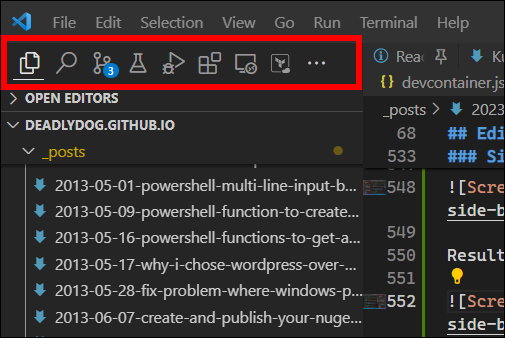 File Edit Selection View Go Run Terminal Help
Read
Ku
3
{} devcontainer.js
OPEN EDITORS
_posts > 2023
DEADLYDOG.GITHUB.IO
68 ## Edi
_posts
533 ### Si
2013-05-01-powershell-multi-line-input-b...
548 ![Scre
side-b
2013-05-09-powershell-function-to-create...
549
2013-05-16-powershell-functions-to-get-a...
550 Result
2013-05-17-why-i-chose-wordpress-over-...
551
2013-05-28-fix-problem-where-windows-p...
552 ![Scre
2013-06-07-create-and-publish-your-nuge...
side-b